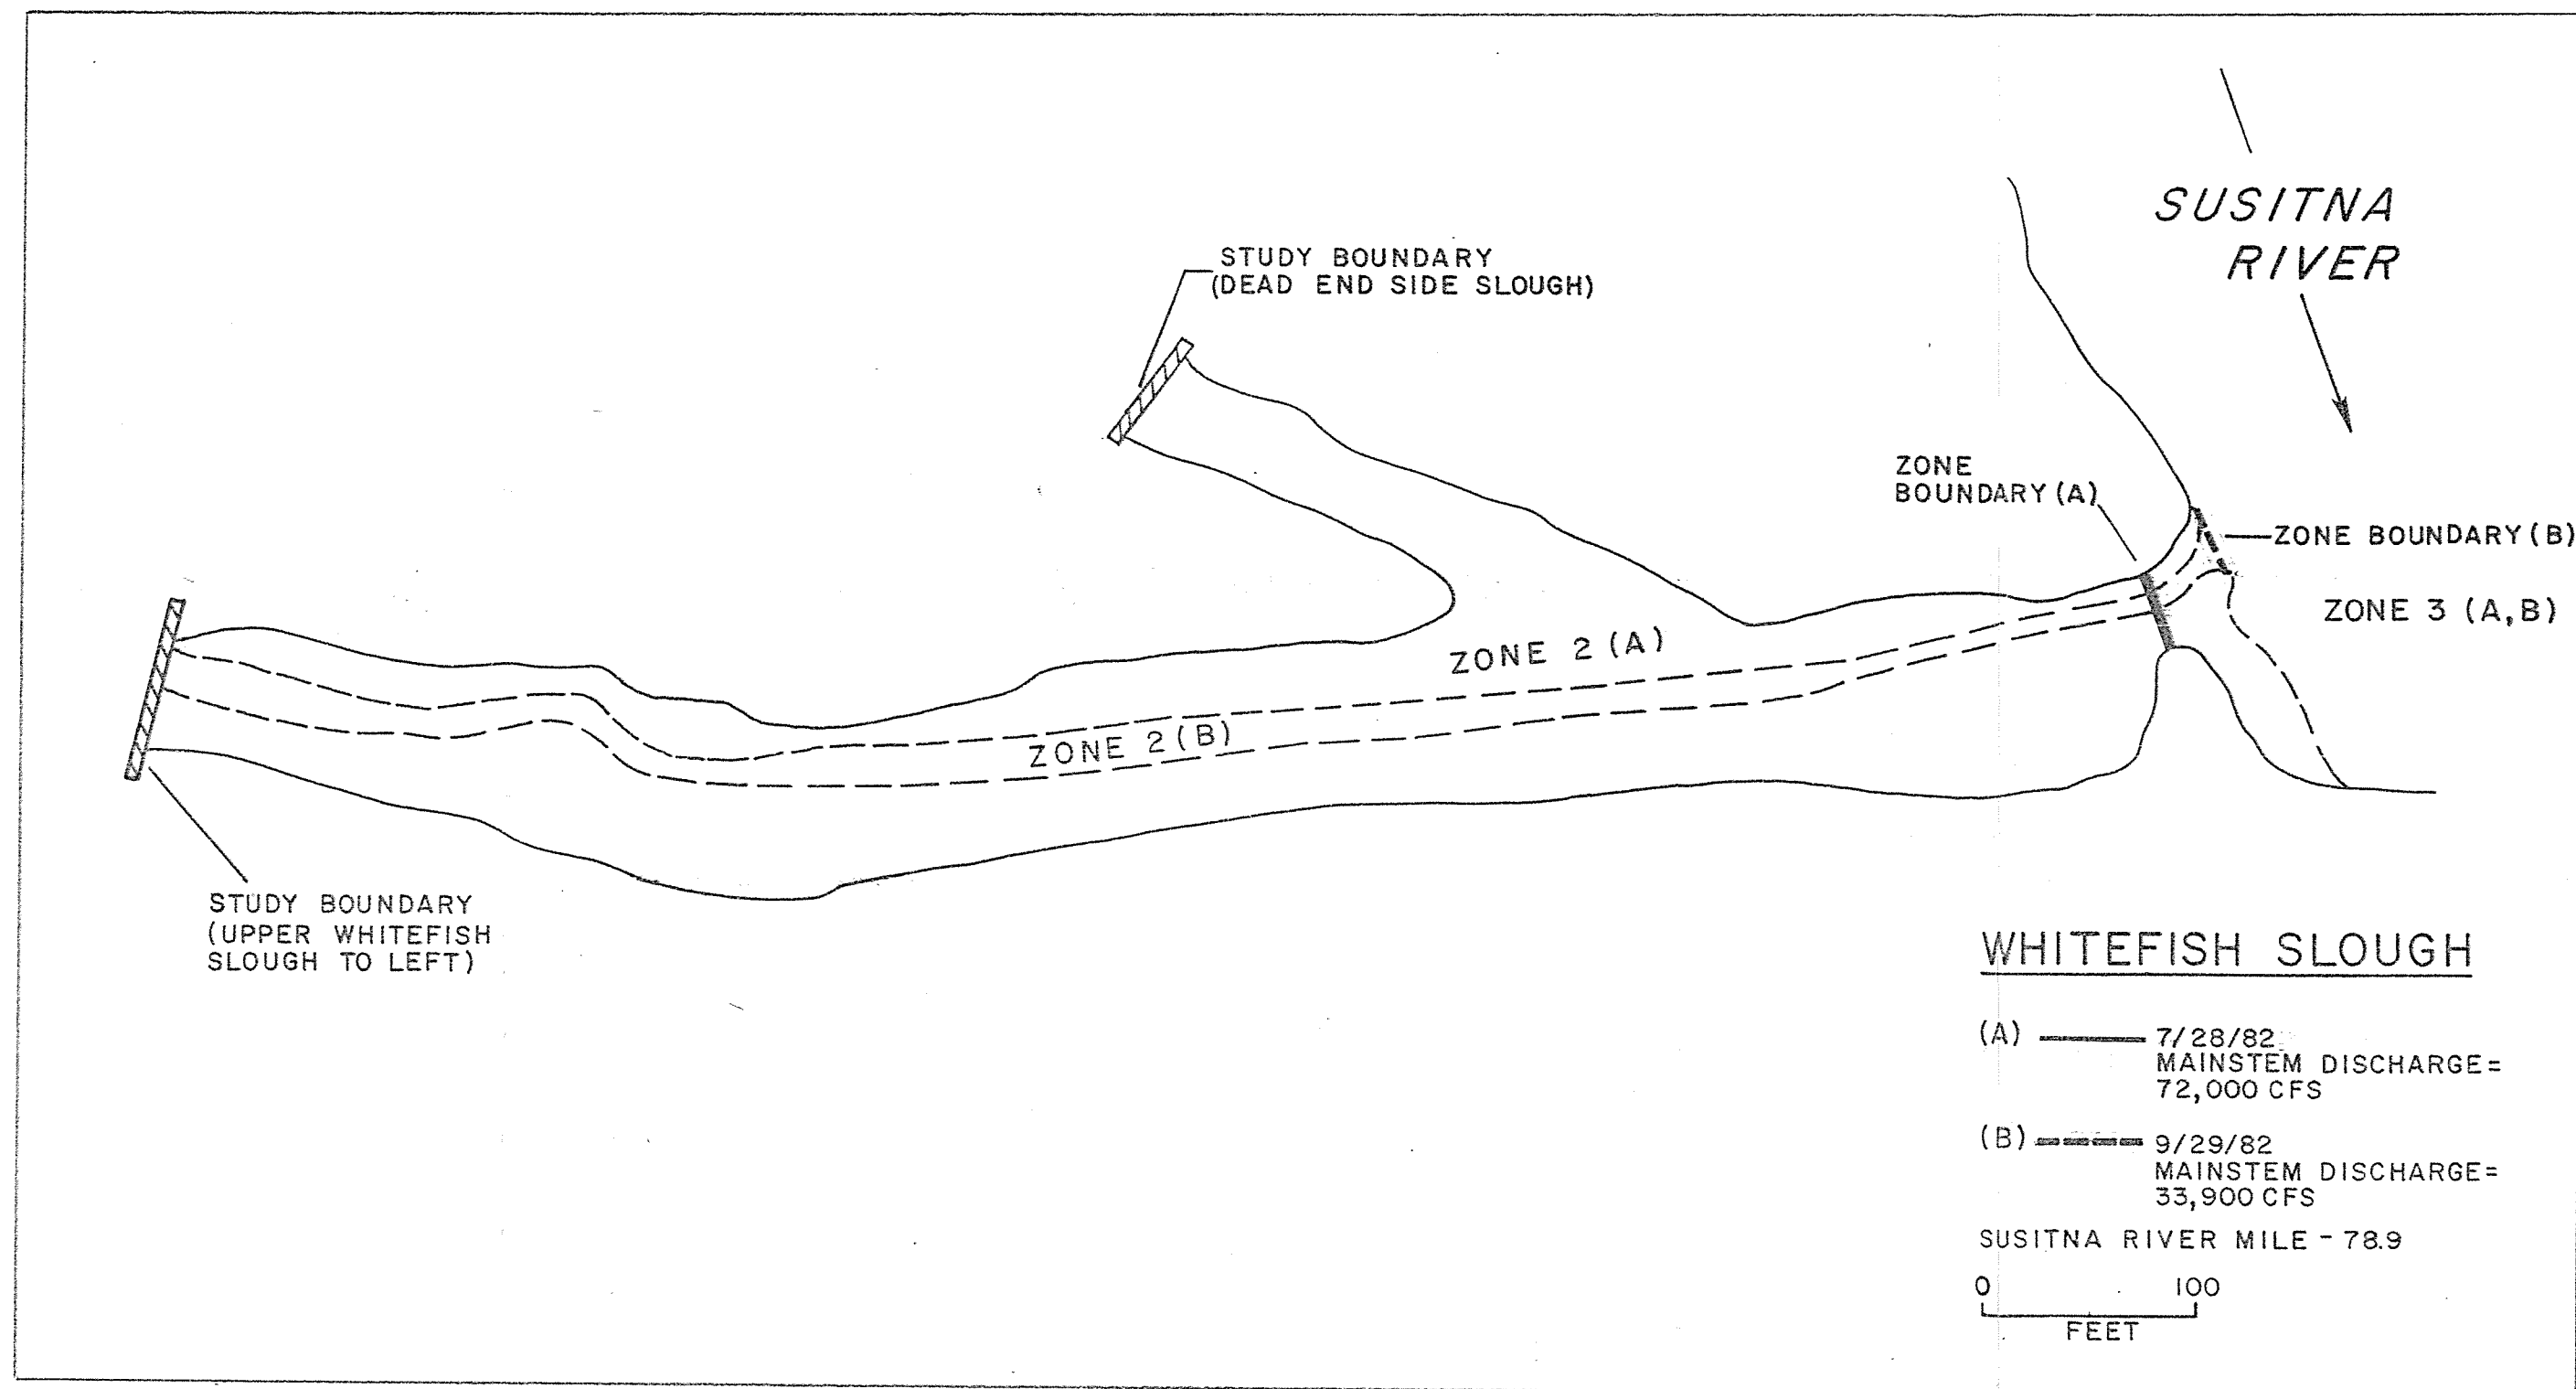 SUSITNA
RIVER
STUDY BOUNDARY
(DEAD END SIDE SLOUGH)
ZONE
BOUNDARY (A)
ZONE BOUNDARY (B)
ZONE 3 (A,B)
ZONE 2 (A)
ZONE 2 (B)
STUDY BOUNDARY
(UPPER WHITEFISH
SLOUGH TO LEFT)
WHITEFISH SLOUGH
(A) 7/28/82
MAINSTEM DISCHARGE=
72,000 CFS
(B) 9/29/82
MAINSTEM DISCHARGE=
33,900 CFS
SUSITNA RIVER MILE - 78.9
0 100
FEET